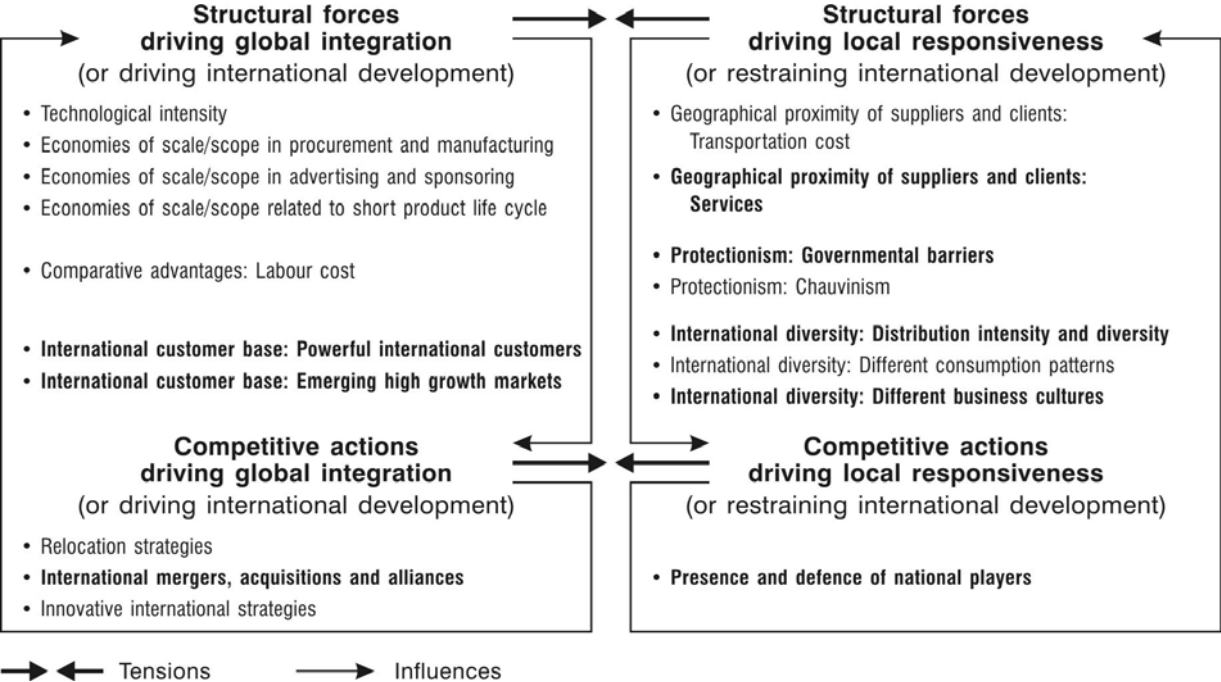 Structural forces
driving global integration
(or driving international development)
• Technological intensity
• Economies of scale/scope in procurement and manufacturing
• Economies of scale/scope in advertising and sponsoring
• Economies of scale/scope related to short product life cycle
• Comparative advantages: Labour cost
• International customer base: Powerful international customers
• International customer base: Emerging high growth markets
Structural forces
driving local responsiveness
(or restraining international development)
• Geographical proximity of suppliers and clients:
Transportation cost
• Geographical proximity of suppliers and clients:
Services
• Protectionism: Governmental barriers
• Protectionism: Chauvinism
• International diversity: Distribution intensity and diversity
• International diversity: Different consumption patterns
• International diversity: Different business cultures
Competitive actions
driving global integration
(or driving international development)
• Relocation strategies
• International mergers, acquisitions and alliances
• Innovative international strategies
Competitive actions
driving local responsiveness
(or restraining international development)
• Presence and defence of national players
Tensions
Influences